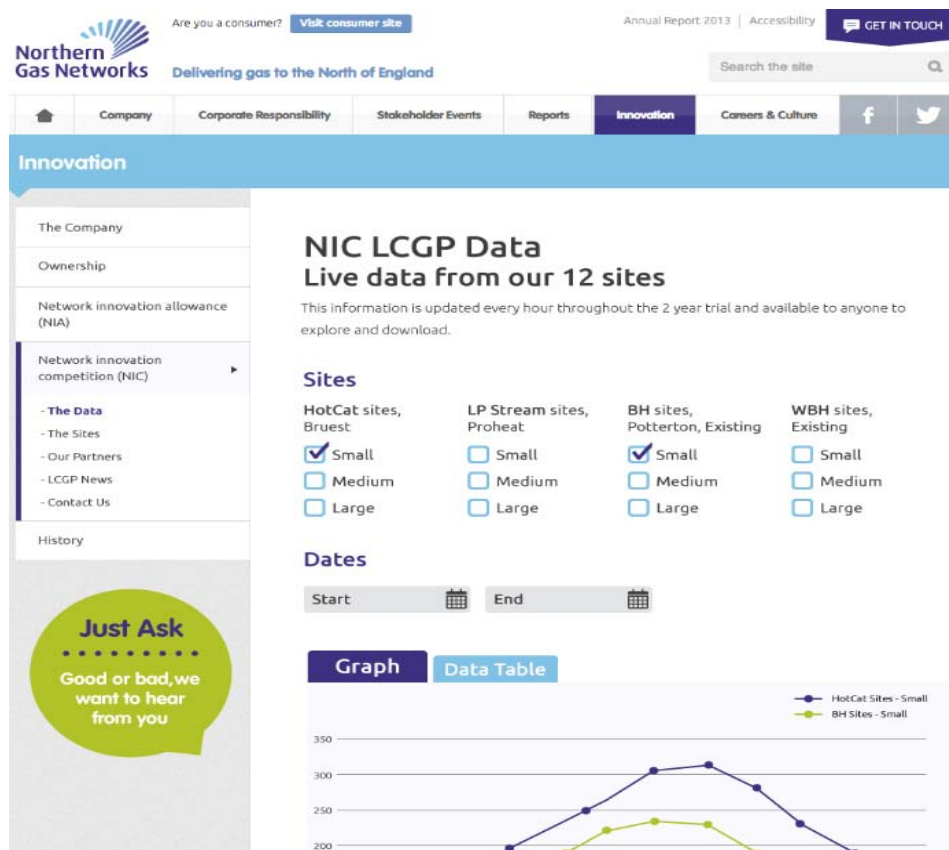 Are you a consumer? Visit consumer site
Annual Report 2013 | Accessibility
GET IN TOUCH
Northern
Gas Networks
Delivering gas to the North of England
Search the site
Company Corporate Responsibility Stakeholder Events Reports Innovation Careers & Culture
Innovation
The Company
Ownership
Network innovation allowance
(NIA)
Network innovation
competition (NIC)
- The Data
- The Sites
- Our Partners
- LCGP News
- Contact Us
History
Just Ask
Good or bad,we
want to hear
from you
NIC LCGP Data
Live data from our 12 sites
This information is updated every hour throughout the 2 year trial and available to anyone to
explore and download.
Sites
HotCat sites,
Bruest
Small
Medium
Large
LP Stream sites,
Proheat
Small
Medium
Large
BH sites,
Potterton, Existing
Small
Medium
Large
WBH sites,
Existing
Small
Medium
Large
Dates
Start
End
Graph Data Table
HotCat Sites - Small
BH Sites - Small
350
300
250
200